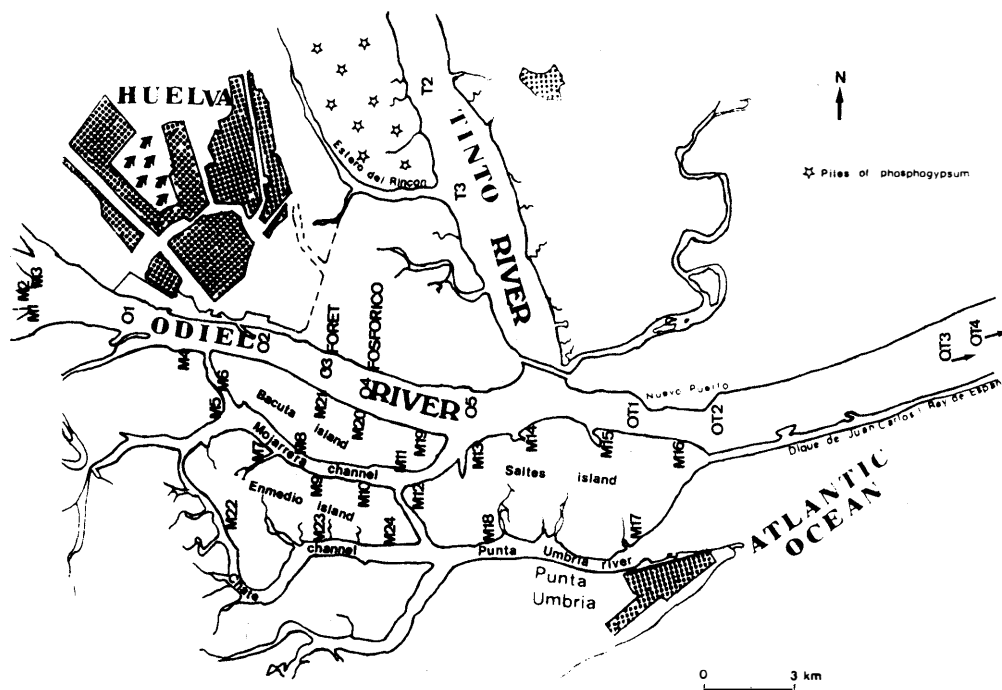 HUELVA
N
Piles of phosphogypsum
T2
TINTO
RIVER
T3
Estero del Rincon
M1
M2
M3
O1
ODIEL
RIVER
O2
O3 FORET
O4 FOSFORICO
O5
M4
M5
M6
Bacuta
island
M21
M20
M19
Mojarrera
channel
M7
M8
M11
M9
M10
M12
Enmedio
island
M22
M23
M24
channel
M13
M14
M15
M16
Saltes
island
M17
M18
Punta
Umbria river
Punta
Umbria
Nuevo Puerto
OT1
OT2
OT3
OT4
Dique de Juan Carlos I Rey de España
ATLANTIC
OCEAN
0
3 km